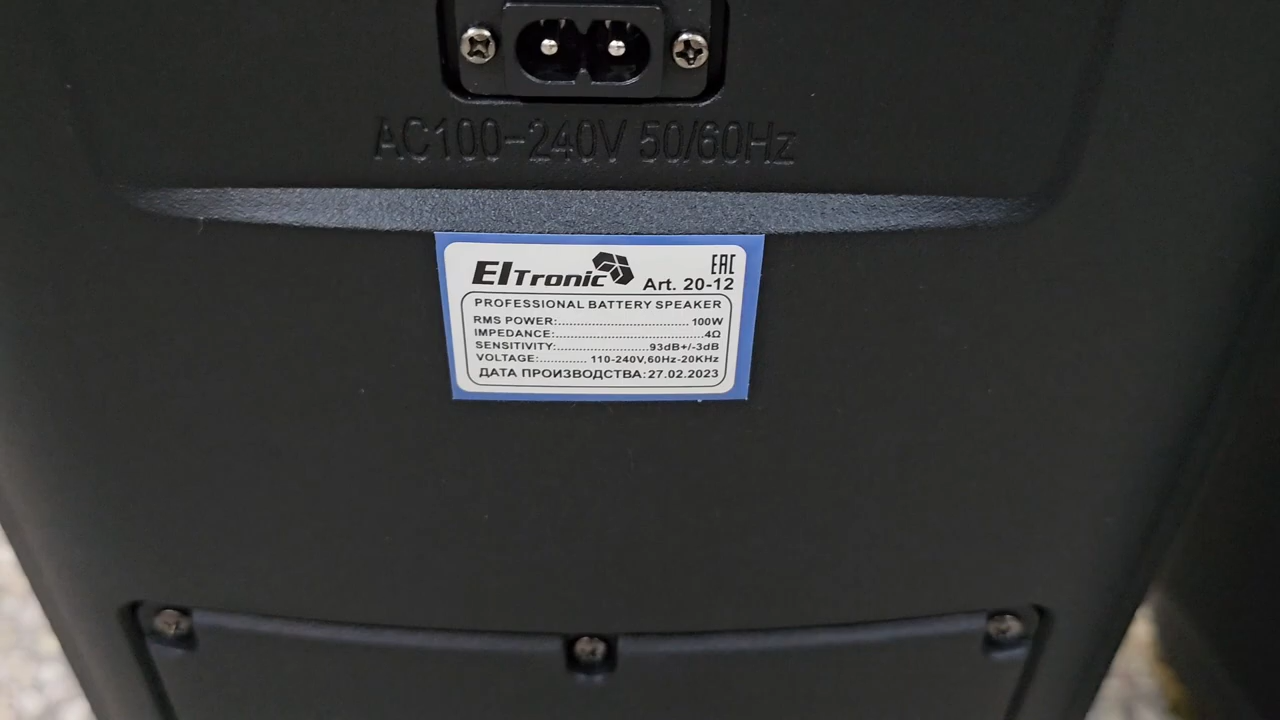 AC100-240V 50/60Hz
ElTronic
EAC
Art. 20-12
PROFESSIONAL BATTERY SPEAKER
RMS POWER:........................100W
IMPEDANCE:...........................4Ω
SENSITIVITY:.................93dB+/-3dB
VOLTAGE:............ 110-240V,60Hz-20KHz
ДАТА ПРОИЗВОДСТВА:27.02.2023